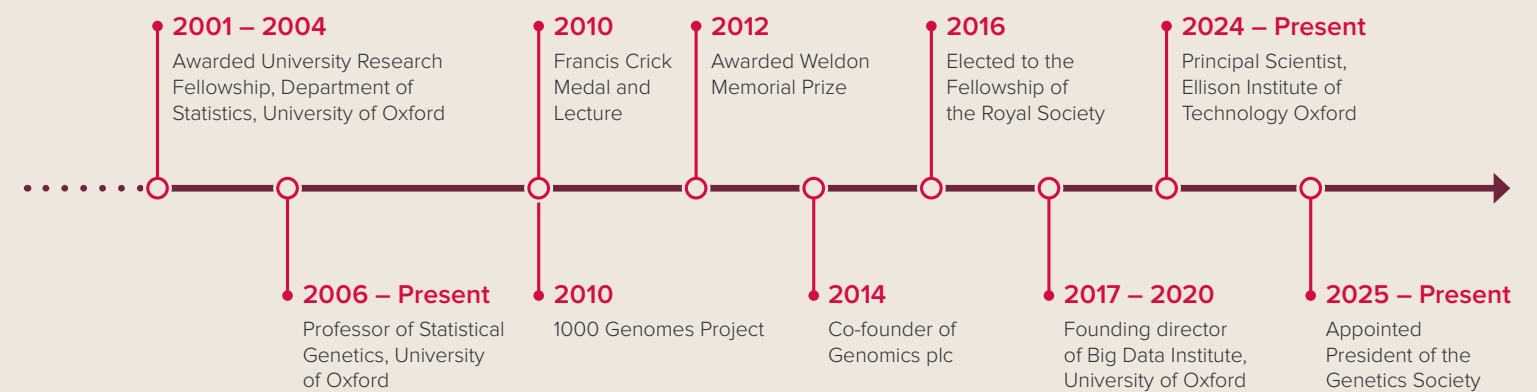 2001 – 2004
Awarded University Research
Fellowship, Department of
Statistics, University of Oxford
2006 – Present
Professor of Statistical
Genetics, University
of Oxford
2010
Francis Crick
Medal and
Lecture
2010
1000 Genomes Project
2012
Awarded Weldon
Memorial Prize
2014
Co-founder of
Genomics plc
2016
Elected to the
Fellowship of
the Royal Society
2017 – 2020
Founding director
of Big Data Institute,
University of Oxford
2024 – Present
Principal Scientist,
Ellison Institute of
Technology Oxford
2025 – Present
Appointed
President of the
Genetics Society